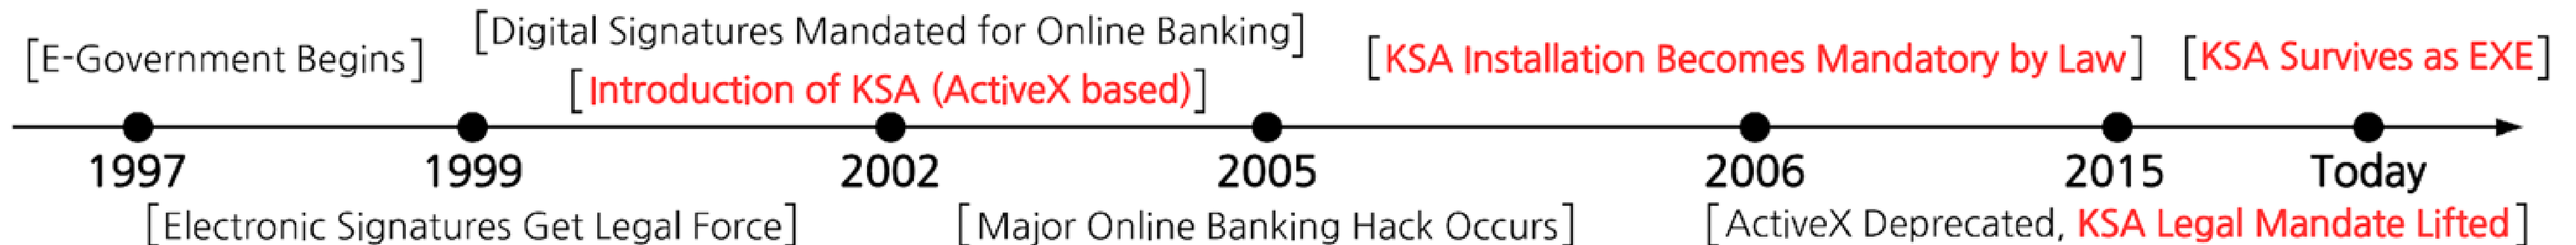 [E-Government Begins]
[Digital Signatures Mandated for Online Banking]
[Introduction of KSA (ActiveX based)]
[KSA Installation Becomes Mandatory by Law]
[KSA Survives as EXE]
1997
1999
2002
2005
2006
2015
Today
[Electronic Signatures Get Legal Force]
[Major Online Banking Hack Occurs]
[ActiveX Deprecated, KSA Legal Mandate Lifted]